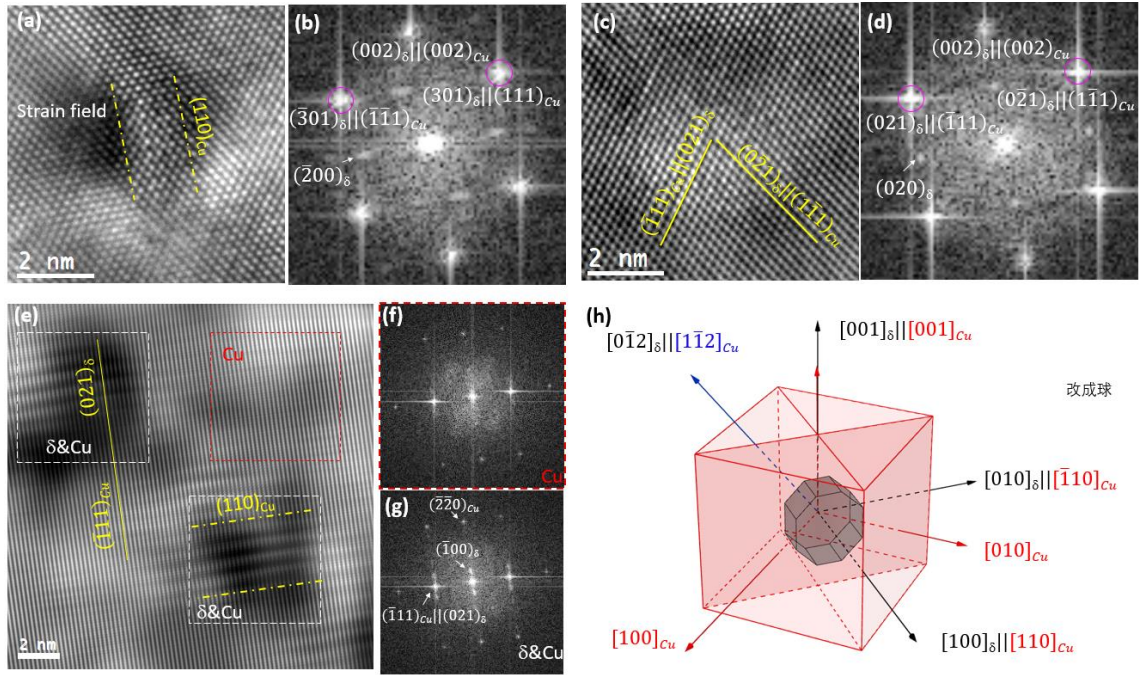 (a)
Strain field
(110)Cu
2 nm
(b)
(002)δ||(002)Cu
(301)δ||(111)Cu
(3̅01)δ||(1̅1̅1)Cu
(2̅00)δ
(c)
(1̅11)Cu||(021)δ
(02̅1)δ||(11̅1)Cu
2 nm
(d)
(002)δ||(002)Cu
(02̅1)δ||(11̅1)Cu
(021)δ||(1̅11)Cu
(020)δ
(e)
Cu
(021)δ
δ&Cu
(1̅11)Cu
(110)Cu
δ&Cu
2 nm
(f)
Cu
(g)
(2̅2̅0)Cu
(1̅00)δ
(1̅11)Cu||(021)δ
δ&Cu
(h)
[001]δ||[001]Cu
[01̅2]δ||[11̅2]Cu
改成球
[010]δ||[1̅10]Cu
[010]Cu
[100]Cu
[100]δ||[110]Cu